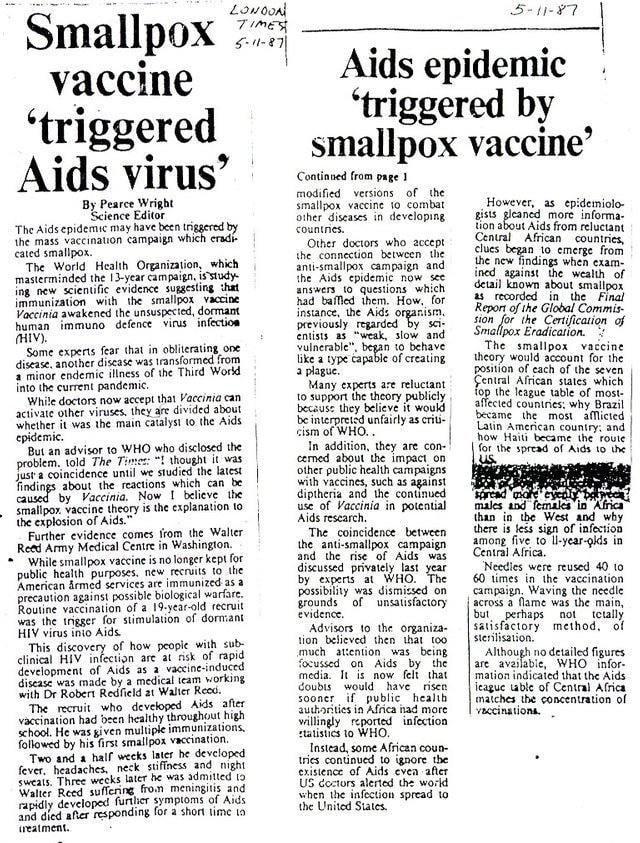 LONDON
TIMES
5-11-87
Smallpox
vaccine
‘triggered
Aids virus’
By Pearce Wright
Science Editor
The Aids epidemic may have been triggered by
the mass vaccination campaign which eradi-
cated smallpox.
The World Health Organization, which
masterminded the 13-year campaign, is study-
ing new scientific evidence suggesting that
immunization with the smallpox vaccine
Vaccinia awakened the unsuspected, dormant
human immuno defence virus infection
(HIV).
Some experts fear that in obliterating one
disease, another disease was transformed from
a minor endemic illness of the Third World
into the current pandemic.
While doctors now accept that Vaccinia can
activate other viruses, they are divided about
whether it was the main catalyst to the Aids
epidemic.
But an advisor to WHO who disclosed the
problem, told The Times: "I thought it was
just a coincidence until we studied the latest
findings about the reactions which can be
caused by Vaccinia. Now I believe the
smallpox vaccine theory is the explanation to
the explosion of Aids."
Further evidence comes from the Walter
Reed Army Medical Centre in Washington.
While smallpox vaccine is no longer kept for
public health purposes, new recruits to the
American armed services are immunized as a
precaution against possible biological warfare.
Routine vaccination of a 19-year-old recruit
was the trigger for stimulation of dormant
HIV virus into Aids.
This discovery of how people with sub-
clinical HIV infection are at risk of rapid
development of Aids as a vaccine-induced
disease was made by a medical team working
with Dr Robert Redfield at Walter Reed.
The recruit who developed Aids after
vaccination had been healthy throughout high
school. He was given multiple immunizations,
followed by his first smallpox vaccination.
Two and a half weeks later he developed
fever, headaches, neck stiffness and night
sweats. Three weeks later he was admitted to
Walter Reed suffering from meningitis and
rapidly developed further symptoms of Aids
and died after responding for a short time to
treatment.
5-11-87
Aids epidemic
‘triggered by
smallpox vaccine’
Continued from page 1
modified versions of the
smallpox vaccine to combat
other diseases in developing
countries.
Other doctors who accept
the connection between the
anti-smallpox campaign and
the Aids epidemic now see
answers to questions which
had baffled them. How, for
instance, the Aids organism,
previously regarded by sci-
entists as "weak, slow and
vulnerable", began to behave
like a type capable of creating
a plague.
Many experts are reluctant
to support the theory publicly
because they believe it would
be interpreted unfairly as criti-
cism of WHO.
In addition, they are con-
cerned about the impact on
other public health campaigns
with vaccines, such as against
diptheria and the continued
use of Vaccinia in potential
Aids research.
The coincidence between
the anti-smallpox campaign
and the rise of Aids was
discussed privately last year
by experts at WHO. The
possibility was dismissed on
grounds of unsatisfactory
evidence.
Advisors to the organiza-
tion believed then that too
much attention was being
focussed on Aids by the
media. It is now felt that
doubts would have risen
sooner if public health
authorities in Africa had more
willingly reported infection
statistics to WHO.
Instead, some African coun-
tries continued to ignore the
existence of Aids even after
US doctors alerted the world
when the infection spread to
the United States.
However, as epidemiolo-
gists gleaned more informa-
tion about Aids from reluctant
Central African countries,
clues began to emerge from
the new findings when exam-
ined against the wealth of
detail known about smallpox
as recorded in the Final
Report of the Global Commis-
sion for the Certification of
Smallpox Eradication.
The smallpox vaccine
theory would account for the
position of each of the seven
Central African states which
top the league table of most-
affected countries; why Brazil
became the most afflicted
Latin American country; and
how Haiti became the route
for the spread of Aids to the
US.
spread more evenly between
males and females in Africa
than in the West and why
there is less sign of infection
among five to 11-year-olds in
Central Africa.
Needles were reused 40 to
60 times in the vaccination
campaign. Waving the needle
across a flame was the main,
but perhaps not totally
satisfactory method, of
sterilisation.
Although no detailed figures
are available, WHO infor-
mation indicated that the Aids
league table of Central Africa
matches the concentration of
vaccinations.